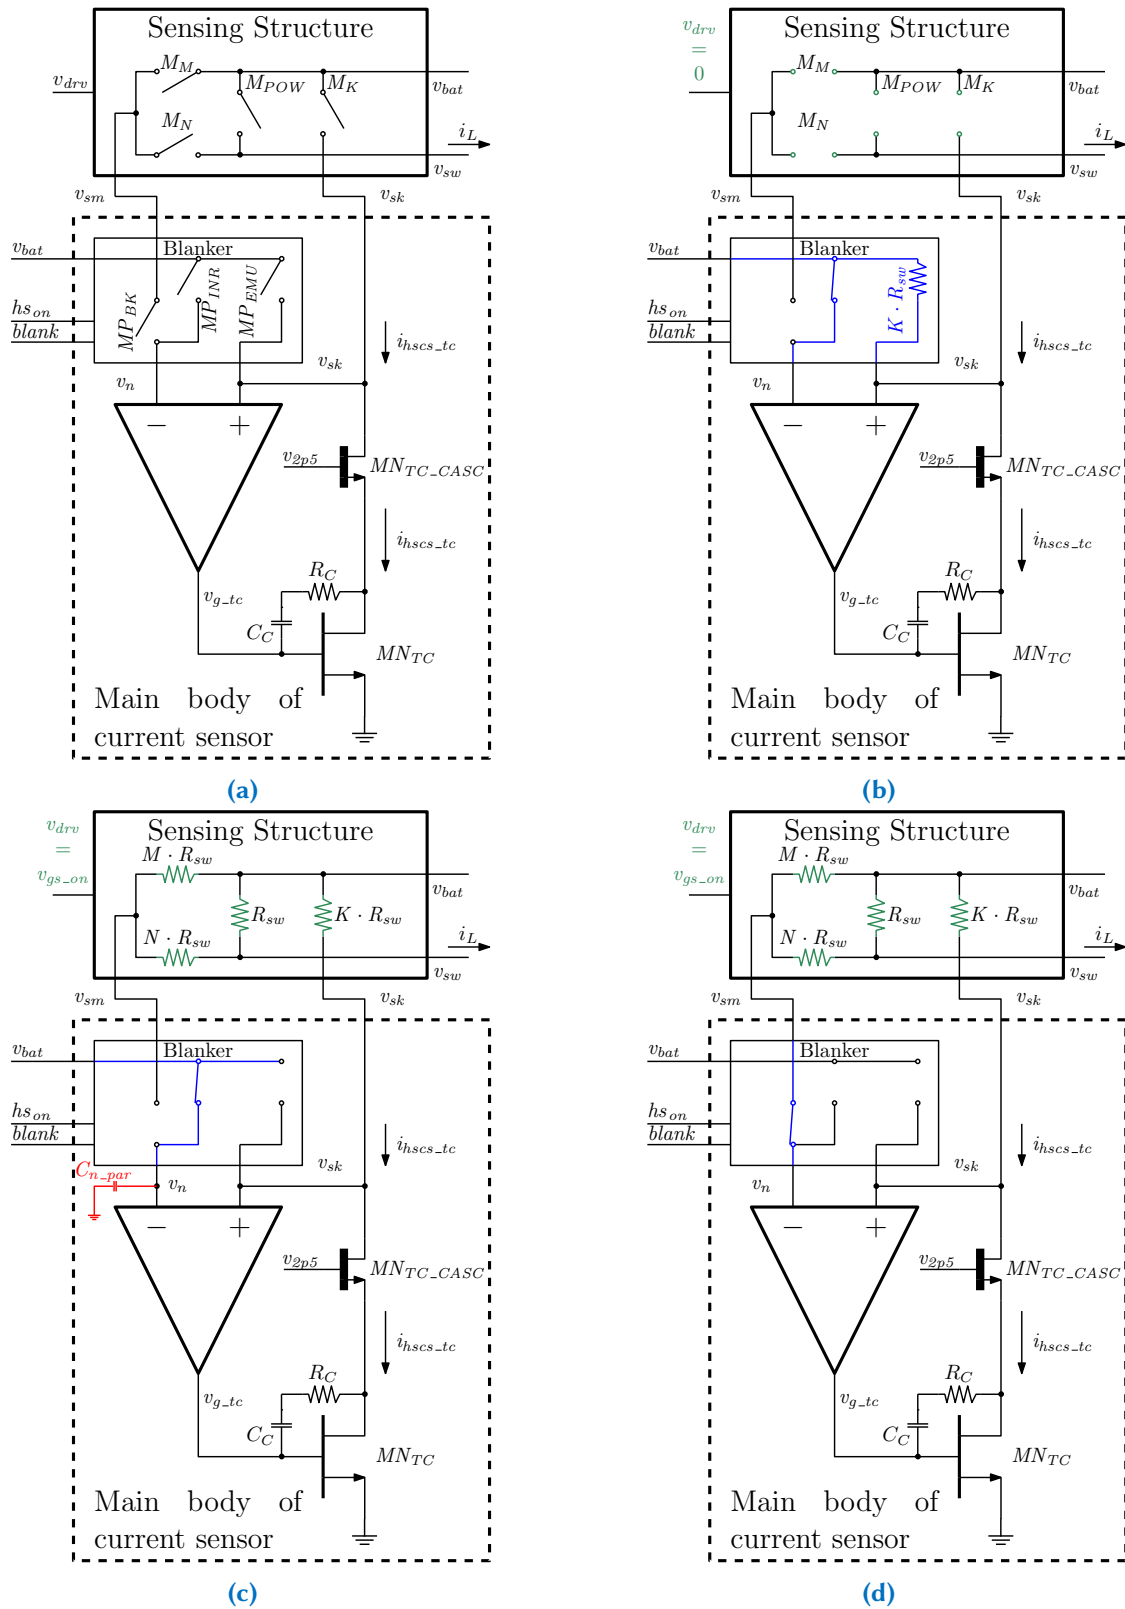 Sensing Structure
v_drv
M_M
M_POW
M_K
v_bat
M_N
i_L
v_sw
v_sm
v_sk
v_bat
Blanker
MP_BK
MP_INR
MP_EMU
hs_on
blank
i_hscs_tc
v_n
v_sk
− +
v_2p5
MN_TC_CASC
i_hscs_tc
R_C
v_g_tc
C_C
MN_TC
Main body of
current sensor
(a)
Sensing Structure
v_drv
=
0
M_M
M_POW
M_K
v_bat
M_N
i_L
v_sw
v_sm
v_sk
v_bat
Blanker
K · R_sw
hs_on
blank
i_hscs_tc
v_n
v_sk
− +
v_2p5
MN_TC_CASC
i_hscs_tc
R_C
v_g_tc
C_C
MN_TC
Main body of
current sensor
(b)
Sensing Structure
v_drv
=
v_gs_on
M · R_sw
v_bat
R_sw
K · R_sw
N · R_sw
i_L
v_sw
v_sm
v_sk
v_bat
Blanker
hs_on
blank
i_hscs_tc
C_n_par
v_n
v_sk
− +
v_2p5
MN_TC_CASC
i_hscs_tc
R_C
v_g_tc
C_C
MN_TC
Main body of
current sensor
(c)
Sensing Structure
v_drv
=
v_gs_on
M · R_sw
v_bat
R_sw
K · R_sw
N · R_sw
i_L
v_sw
v_sm
v_sk
v_bat
Blanker
hs_on
blank
i_hscs_tc
v_n
v_sk
− +
v_2p5
MN_TC_CASC
i_hscs_tc
R_C
v_g_tc
C_C
MN_TC
Main body of
current sensor
(d)